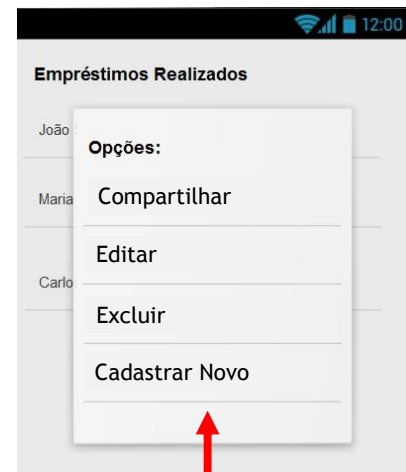 12:00
Empréstimos Realizados
João
Opções:
Compartilhar
Maria
Editar
Carlo
Excluir
Cadastrar Novo